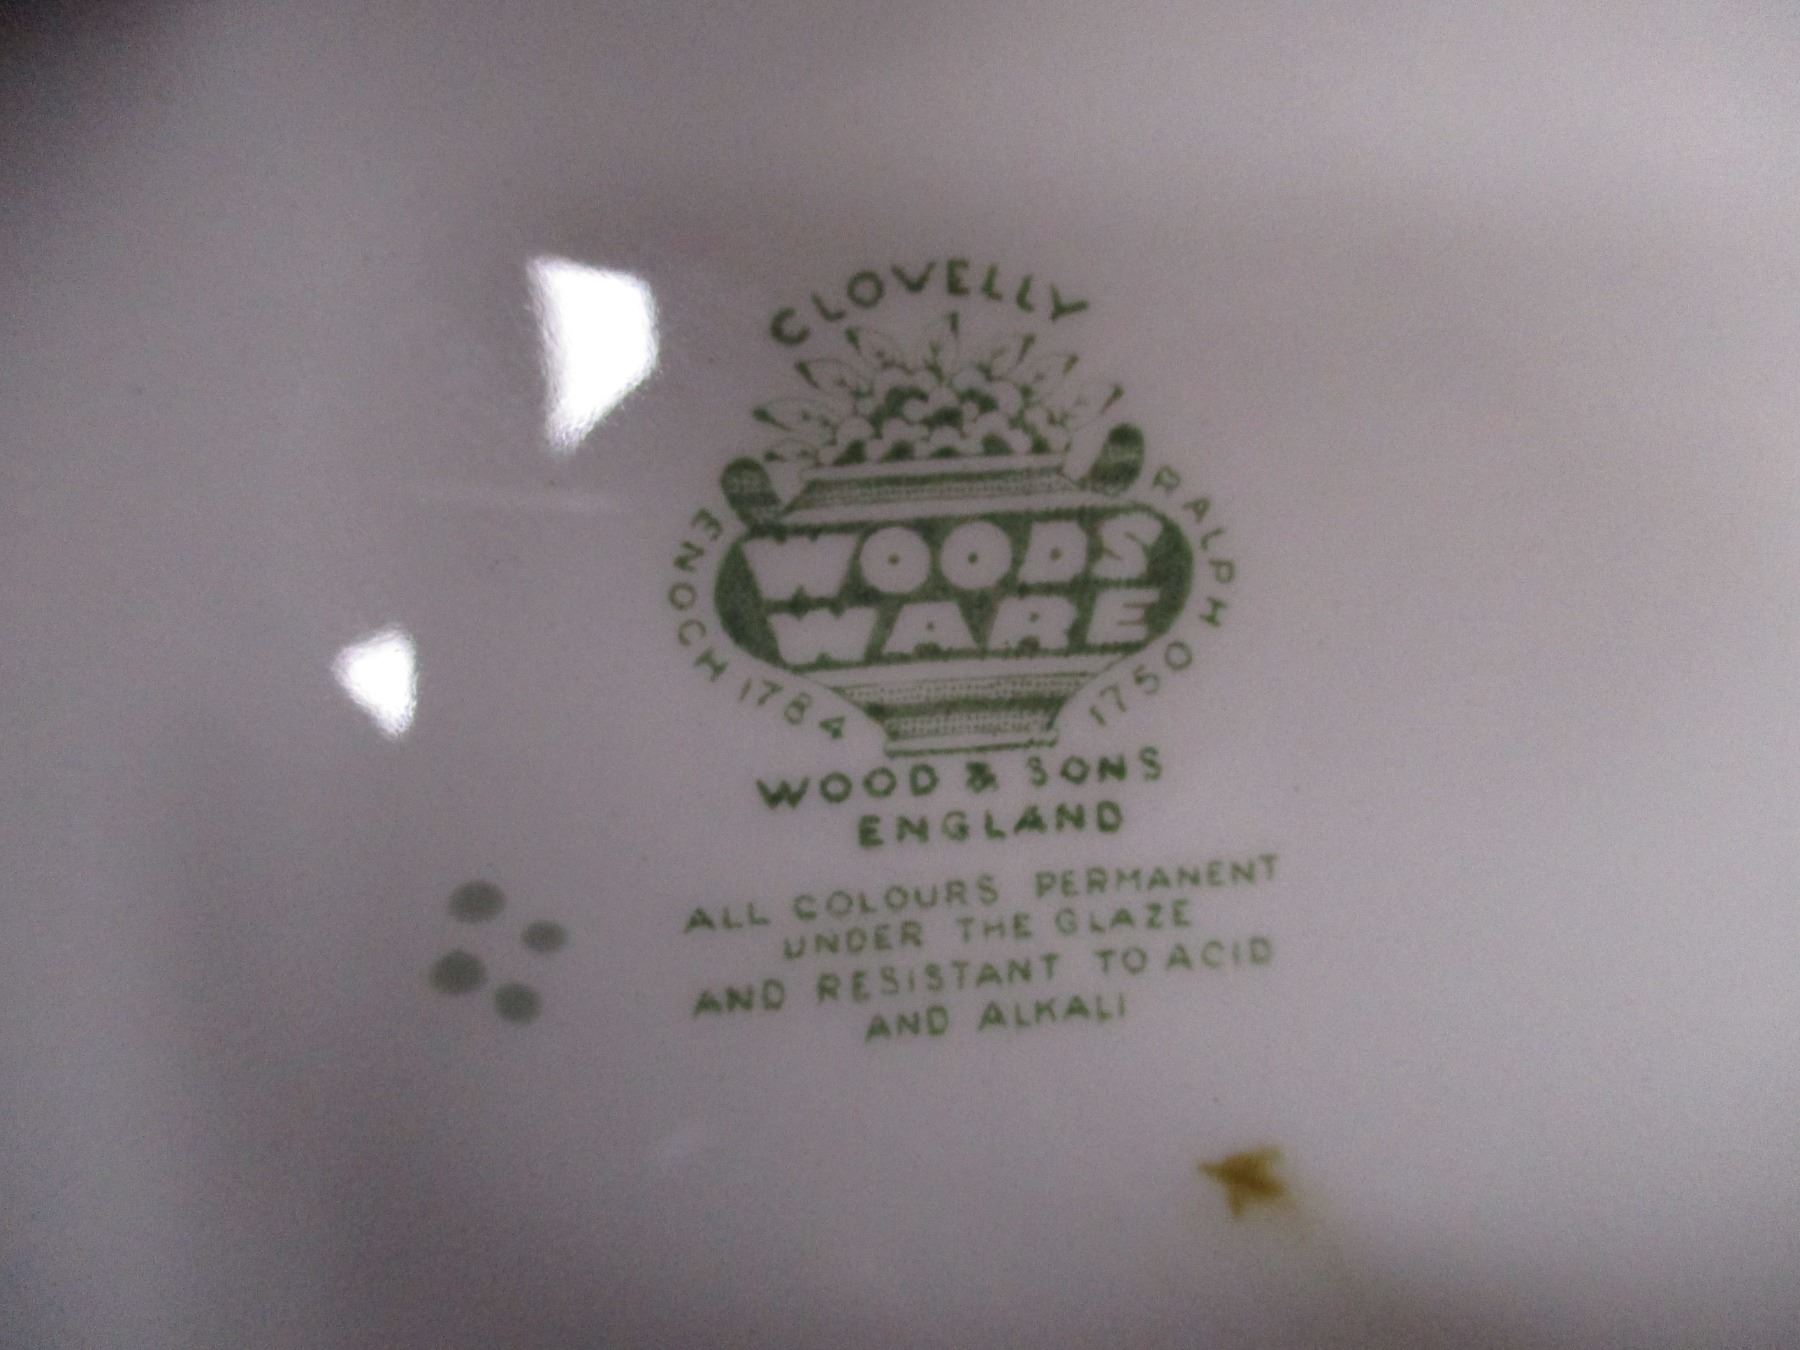 CLOVELLY
WOODS
WARE
ENOCH 1784
RALPH 1750
WOOD & SONS
ENGLAND
ALL COLOURS PERMANENT
UNDER THE GLAZE
AND RESISTANT TO ACID
AND ALKALI